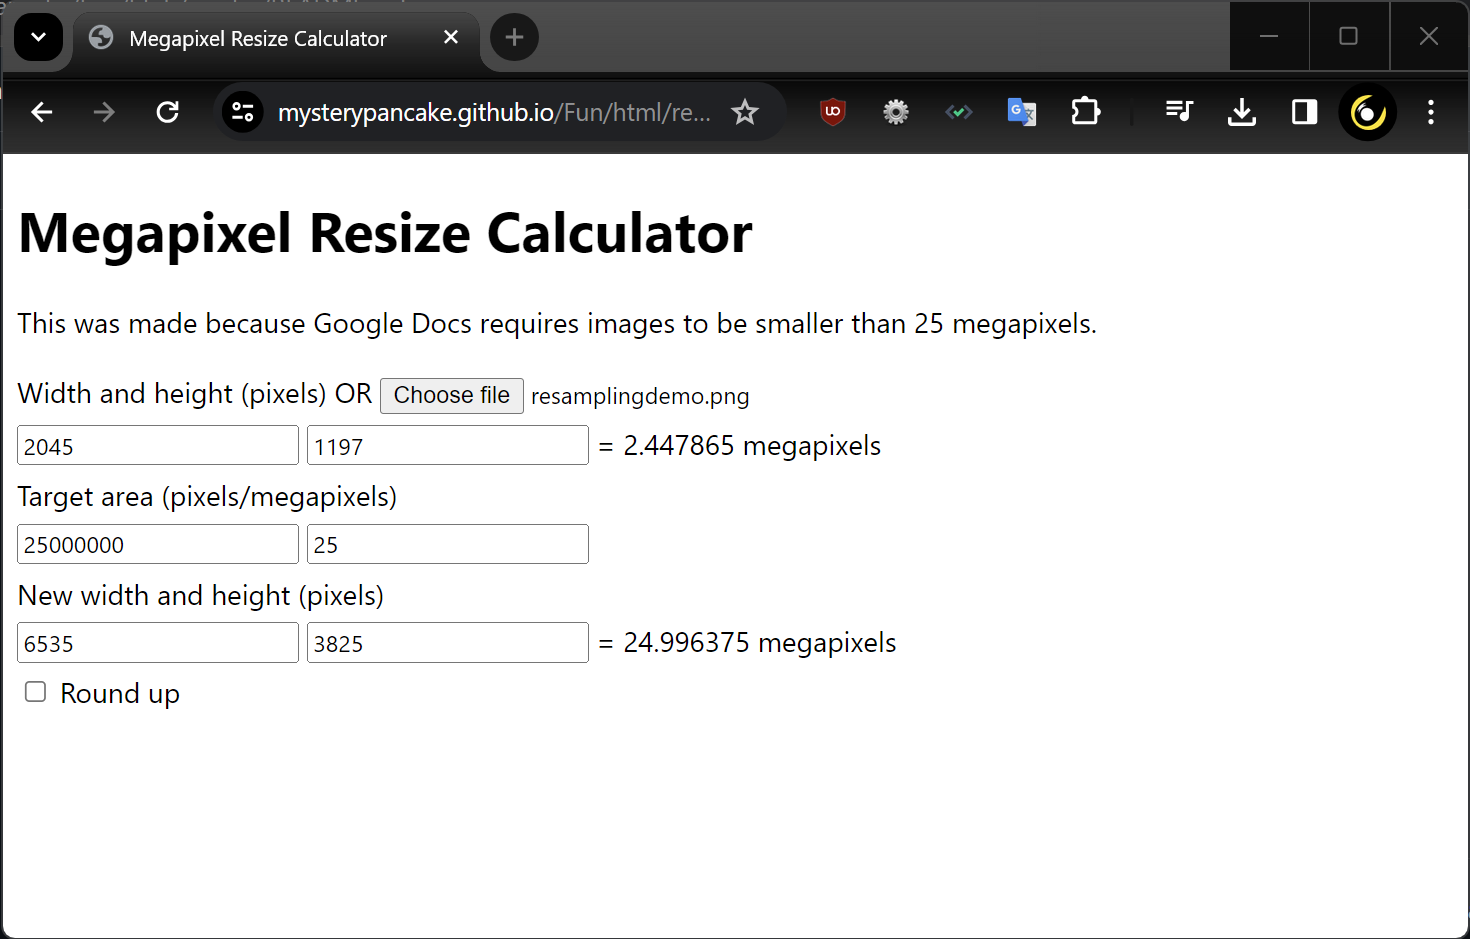 Megapixel Resize Calculator
mysterypancake.github.io/Fun/html/re...
Megapixel Resize Calculator
This was made because Google Docs requires images to be smaller than 25 megapixels.
Width and height (pixels) OR Choose file resamplingdemo.png
2045 1197 = 2.447865 megapixels
Target area (pixels/megapixels)
25000000 25
New width and height (pixels)
6535 3825 = 24.996375 megapixels
Round up